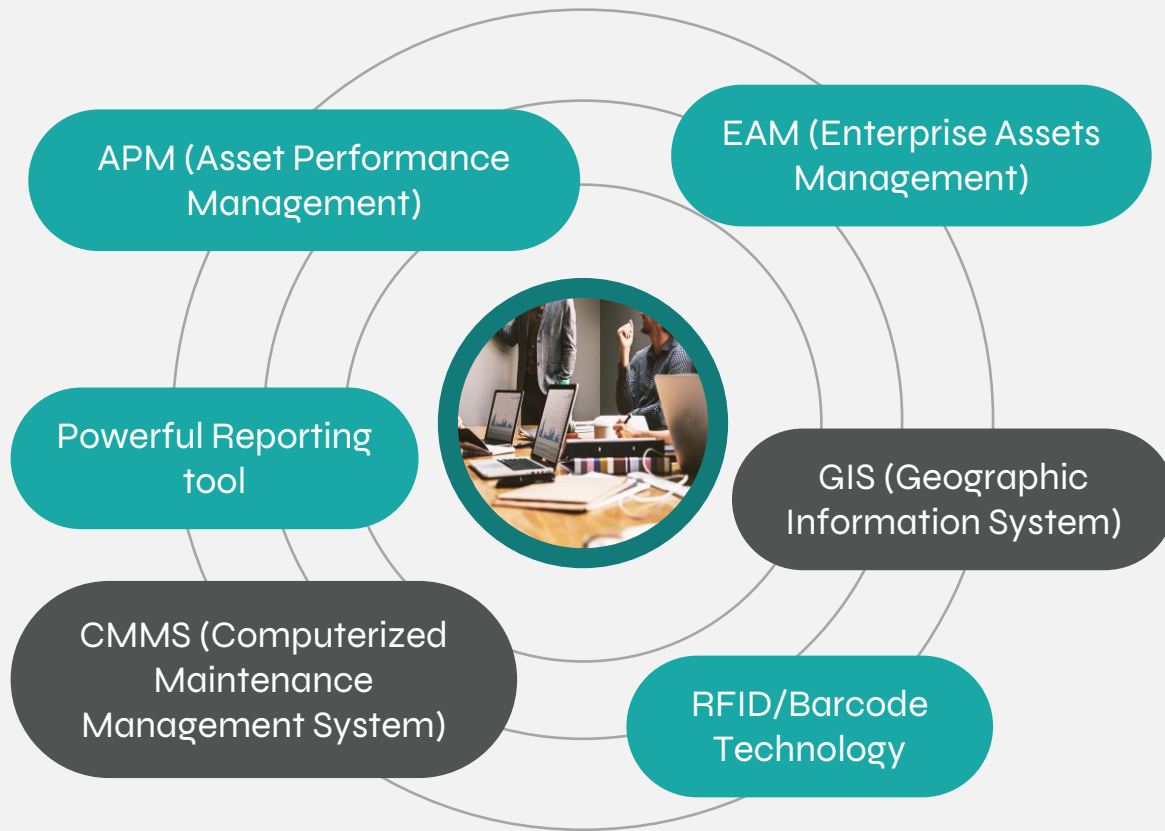 APM (Asset Performance
Management)
EAM (Enterprise Assets
Management)
Powerful Reporting
tool
GIS (Geographic
Information System)
CMMS (Computerized
Maintenance
Management System)
RFID/Barcode
Technology